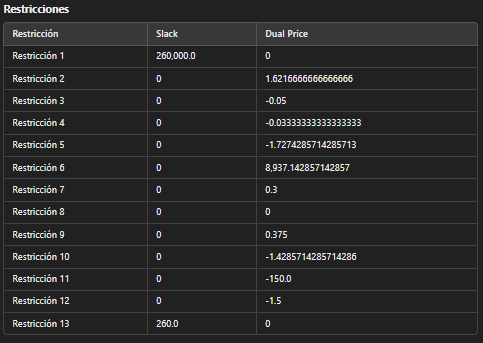 Restricciones
Restricción Slack Dual Price
Restricción 1 260,000.0 0
Restricción 2 0 1.6216666666666666
Restricción 3 0 -0.05
Restricción 4 0 -0.03333333333333333
Restricción 5 0 -1.7274285714285713
Restricción 6 0 8,937.142857142857
Restricción 7 0 0.3
Restricción 8 0 0
Restricción 9 0 0.375
Restricción 10 0 -1.4285714285714286
Restricción 11 0 -150.0
Restricción 12 0 -1.5
Restricción 13 260.0 0